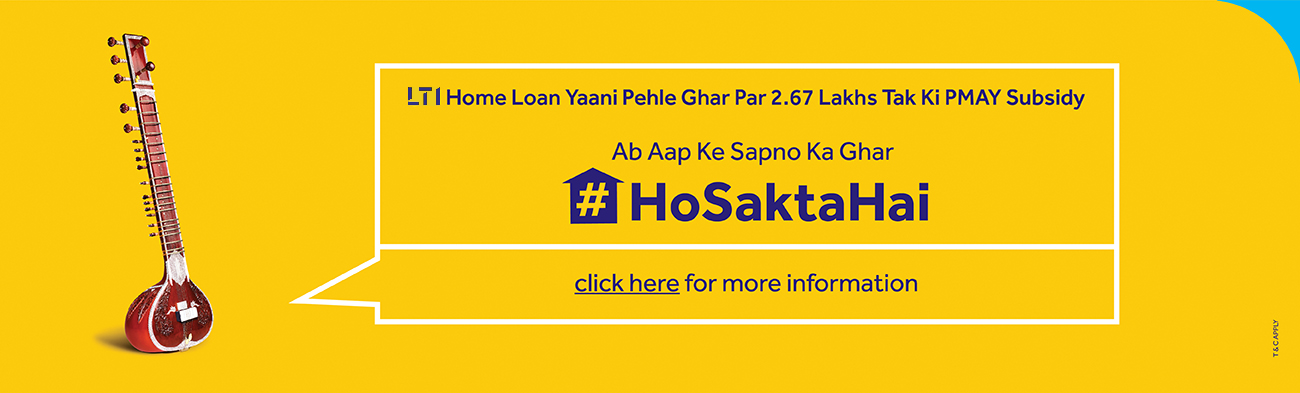 LTI Home Loan Yaani Pehle Ghar Par 2.67 Lakhs Tak Ki PMAY Subsidy
Ab Aap Ke Sapno Ka Ghar
#HoSaktaHai
click here for more information
T & C APPLY